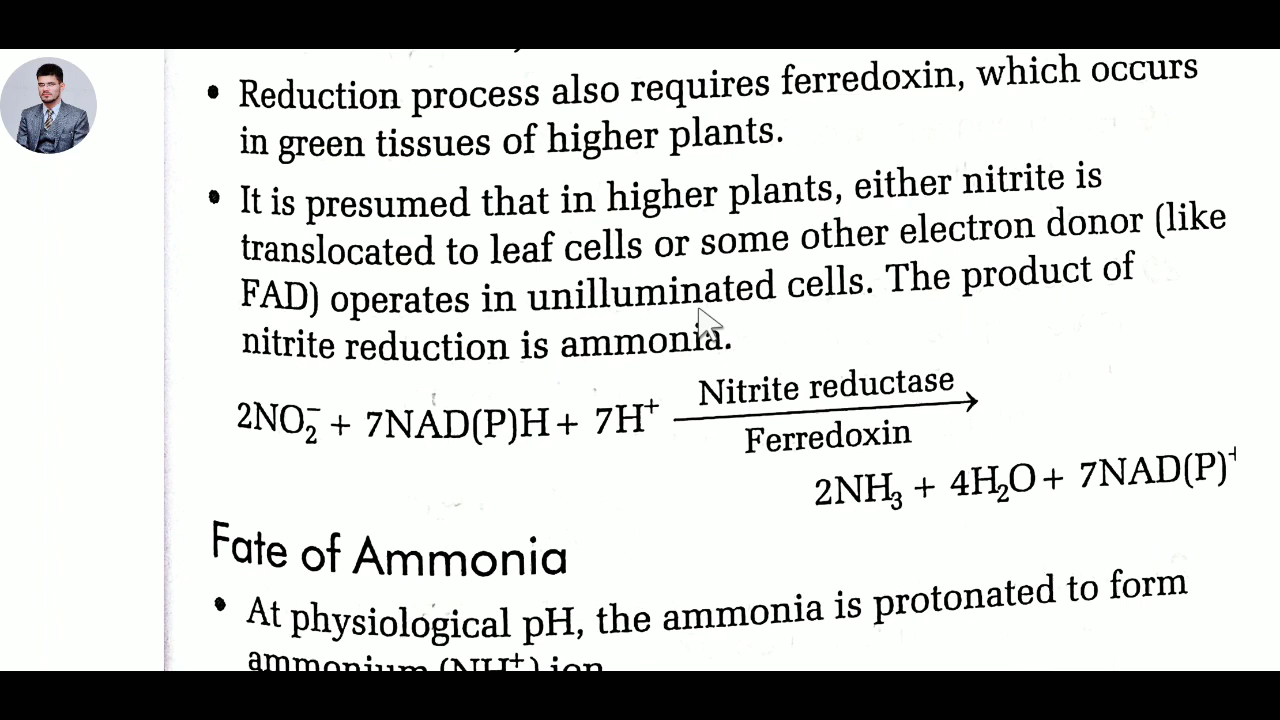 • Reduction process also requires ferredoxin, which occurs
in green tissues of higher plants.
• It is presumed that in higher plants, either nitrite is
translocated to leaf cells or some other electron donor (like
FAD) operates in unilluminated cells. The product of
nitrite reduction is ammonia.
2NO₂⁻ + 7NAD(P)H + 7H⁺ Nitrite reductase →
Ferredoxin
2NH₃ + 4H₂O + 7NAD(P)⁺
Fate of Ammonia
• At physiological pH, the ammonia is protonated to form
ammonium (NH⁺) ion